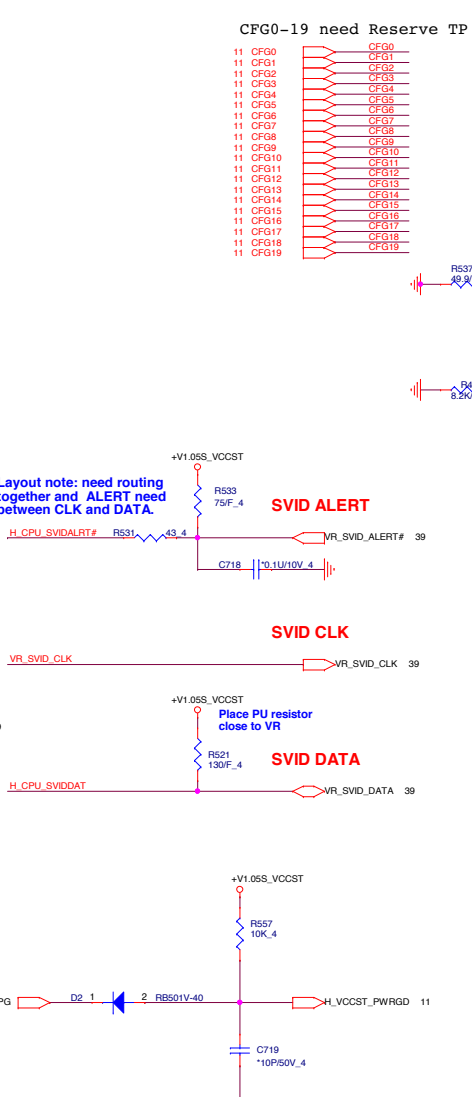 CFG0-19 need Reserve TP
11 CFG0 CFG0
11 CFG1 CFG1
11 CFG2 CFG2
11 CFG3 CFG3
11 CFG4 CFG4
11 CFG5 CFG5
11 CFG6 CFG6
11 CFG7 CFG7
11 CFG8 CFG8
11 CFG9 CFG9
11 CFG10 CFG10
11 CFG11 CFG11
11 CFG12 CFG12
11 CFG13 CFG13
11 CFG14 CFG14
11 CFG15 CFG15
11 CFG16 CFG16
11 CFG17 CFG17
11 CFG18 CFG18
11 CFG19 CFG19
R537
49.9/
R4
8.2K/
+V1.05S_VCCST
Layout note: need routing
together and ALERT need
between CLK and DATA.
R533
75/F_4
SVID ALERT
H_CPU_SVIDALRT# R531 43_4 VR_SVID_ALERT# 39
C718 *0.1U/10V_4
SVID CLK
VR_SVID_CLK VR_SVID_CLK 39
+V1.05S_VCCST
Place PU resistor
close to VR
R521
130/F_4
SVID DATA
H_CPU_SVIDDAT VR_SVID_DATA 39
+V1.05S_VCCST
R557
10K_4
PG D2 1 2 RB501V-40 H_VCCST_PWRGD 11
C719
*10P/50V_4